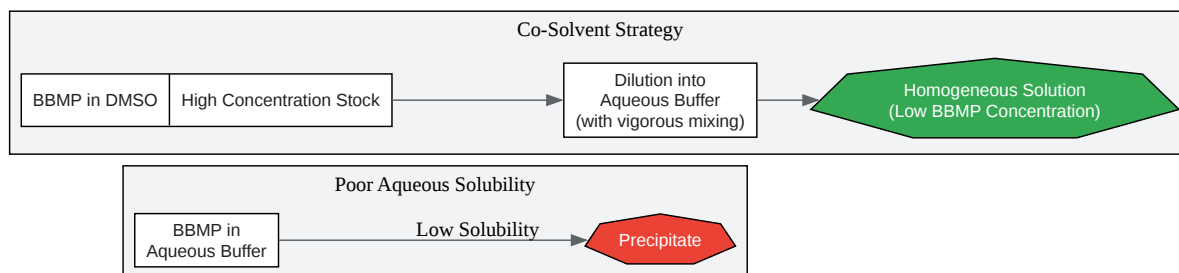 Co-Solvent Strategy
BBMP in DMSO
High Concentration Stock
Dilution into
Aqueous Buffer
(with vigorous mixing)
Homogeneous Solution
(Low BBMP Concentration)
Poor Aqueous Solubility
BBMP in
Aqueous Buffer
Low Solubility
Precipitate